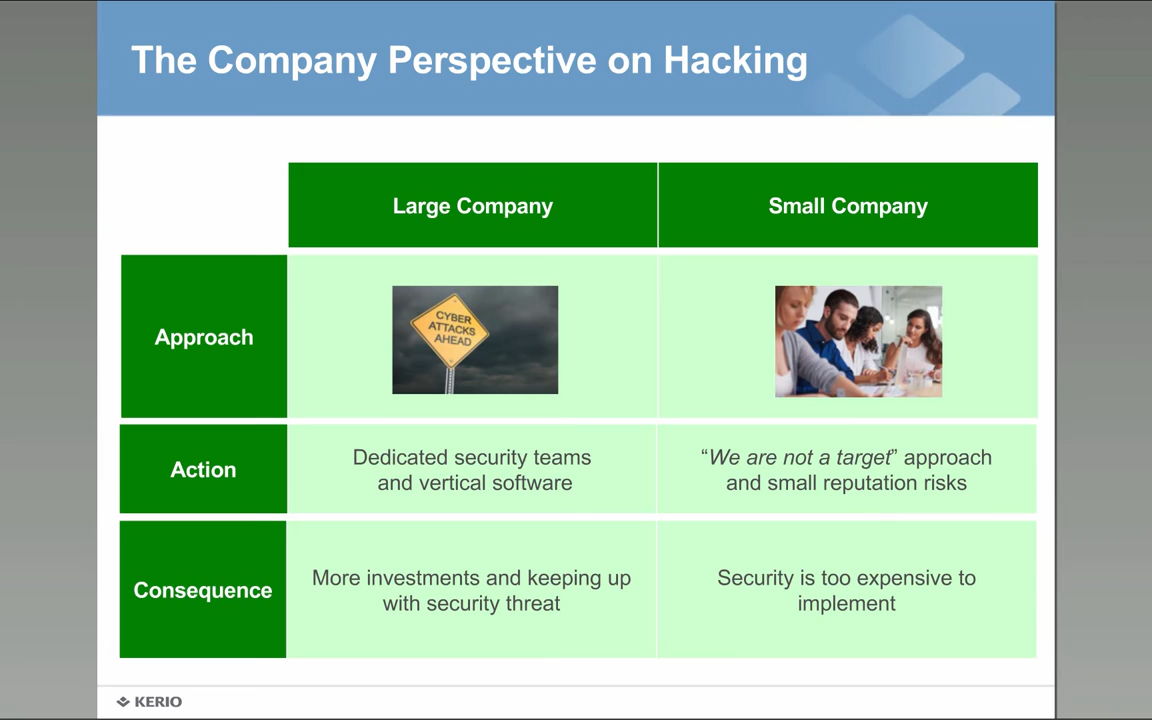 The Company Perspective on Hacking
Large Company
Small Company
Approach
CYBER
ATTACKS
AHEAD
Action
Dedicated security teams
and vertical software
“We are not a target” approach
and small reputation risks
Consequence
More investments and keeping up
with security threat
Security is too expensive to
implement
KERIO